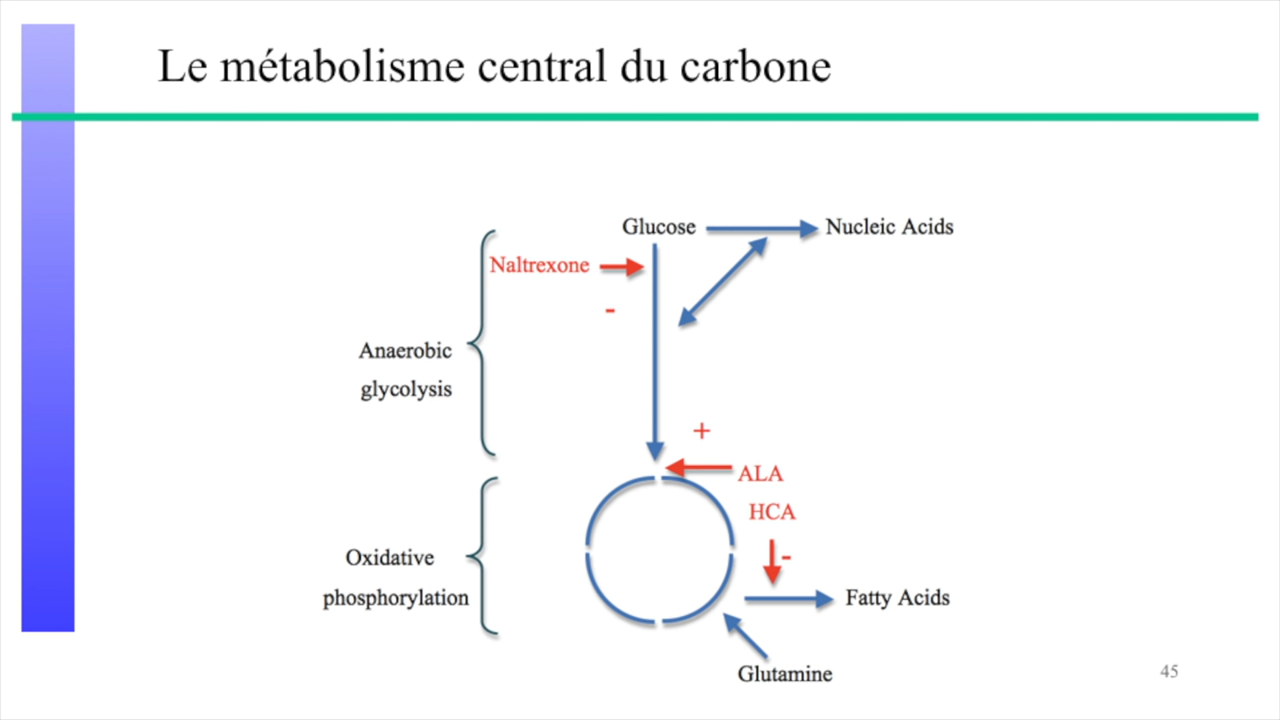 Le métabolisme central du carbone
Glucose
Nucleic Acids
Naltrexone
-
Anaerobic
glycolysis
+
ALA
HCA
-
Oxidative
phosphorylation
Fatty Acids
Glutamine
45